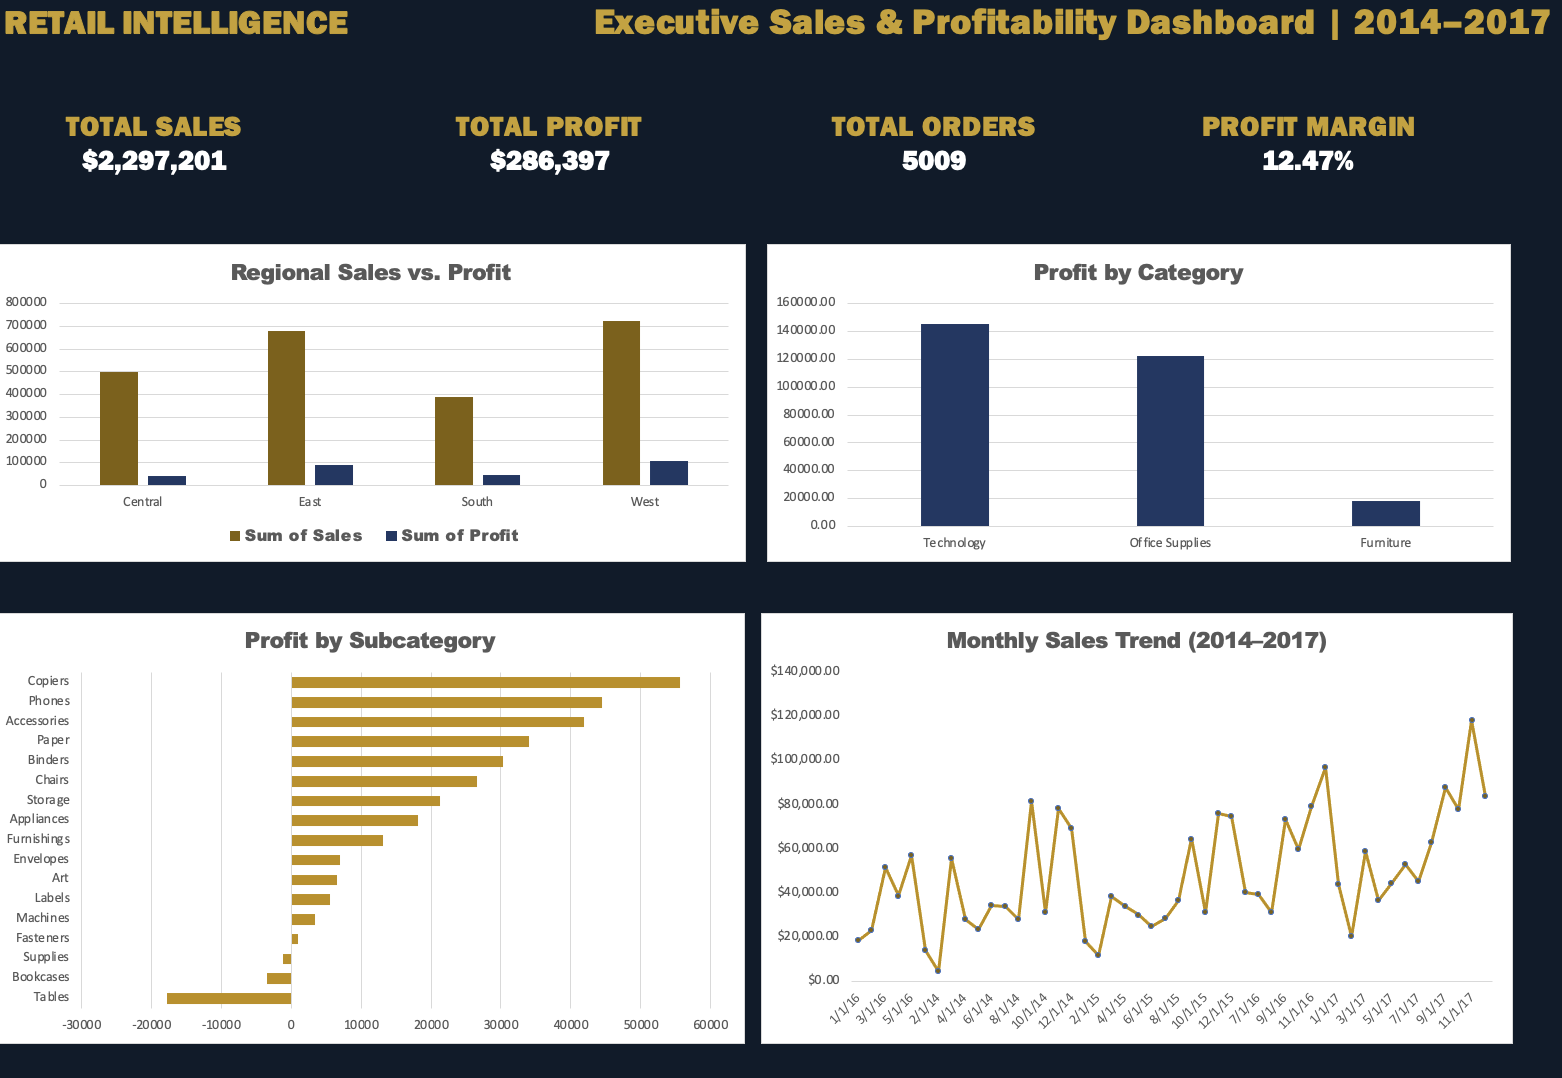 RETAIL INTELLIGENCE
Executive Sales & Profitability Dashboard | 2014–2017
TOTAL SALES
$2,297,201
TOTAL PROFIT
$286,397
TOTAL ORDERS
5009
PROFIT MARGIN
12.47%
Regional Sales vs. Profit
800000
700000
600000
500000
400000
300000
200000
100000
0
Central
East
South
West
Sum of Sales
Sum of Profit
Profit by Category
160000.00
140000.00
120000.00
100000.00
80000.00
60000.00
40000.00
20000.00
0.00
Technology
Office Supplies
Furniture
Profit by Subcategory
Copiers
Phones
Accessories
Paper
Binders
Chairs
Storage
Appliances
Furnishings
Envelopes
Art
Labels
Machines
Fasteners
Supplies
Bookcases
Tables
-30000
-20000
-10000
0
10000
20000
30000
40000
50000
60000
Monthly Sales Trend (2014–2017)
$140,000.00
$120,000.00
$100,000.00
$80,000.00
$60,000.00
$40,000.00
$20,000.00
$0.00
1/1/16
3/1/16
5/1/16
2/1/14
4/1/14
6/1/14
8/1/14
10/1/14
12/1/14
2/1/15
4/1/15
6/1/15
8/1/15
10/1/15
12/1/15
7/1/16
9/1/16
11/1/16
1/1/17
3/1/17
5/1/17
7/1/17
9/1/17
11/1/17